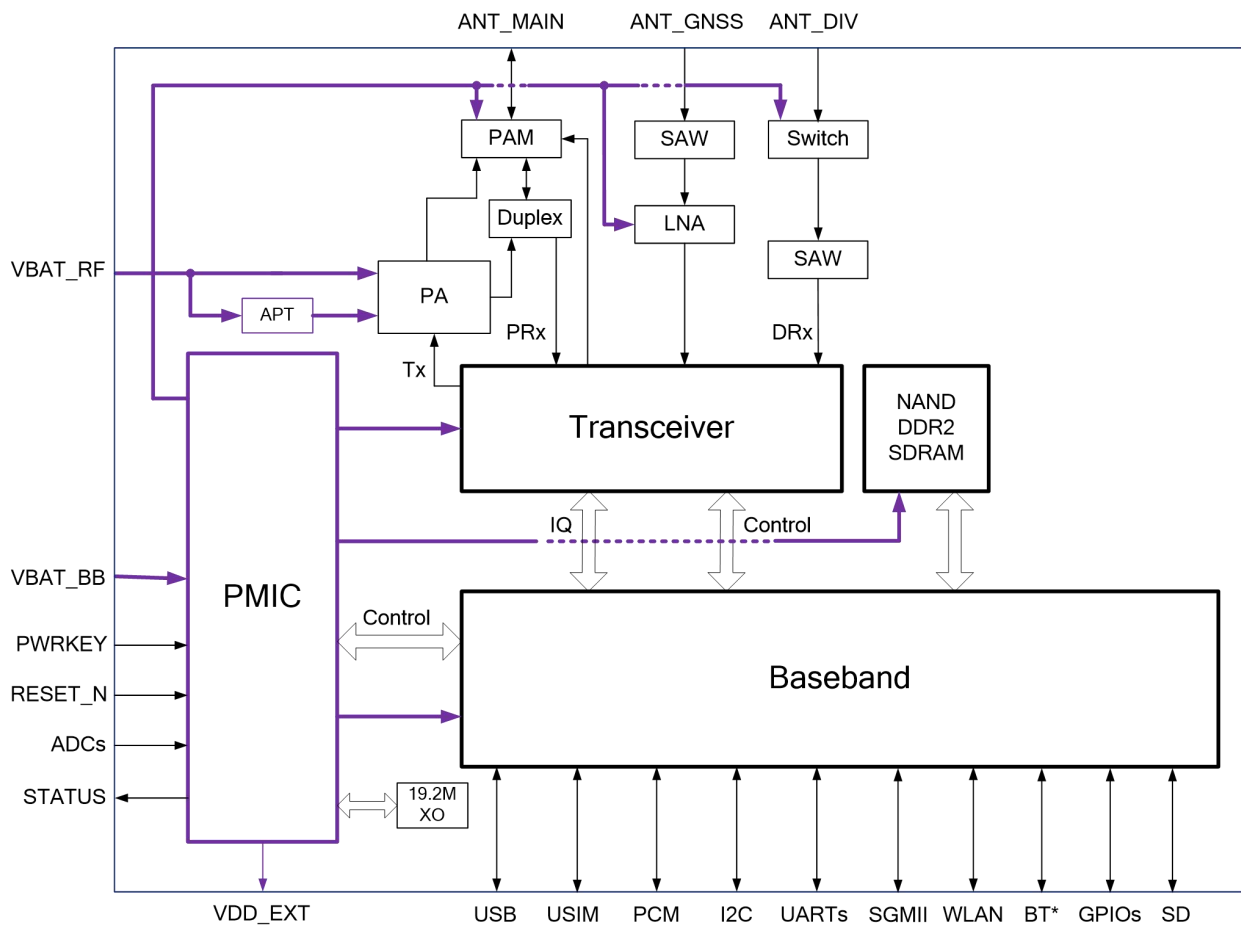 ANT_MAIN
ANT_GNSS
ANT_DIV
PAM
SAW
Switch
Duplex
LNA
VBAT_RF
SAW
PA
APT
PRx
DRx
Tx
Transceiver
NAND
DDR2
SDRAM
IQ
Control
VBAT_BB
PMIC
Control
PWRKEY
Baseband
RESET_N
ADCs
STATUS
19.2M
XO
VDD_EXT
USB
USIM
PCM
I2C
UARTs
SGMII
WLAN
BT*
GPIOs
SD